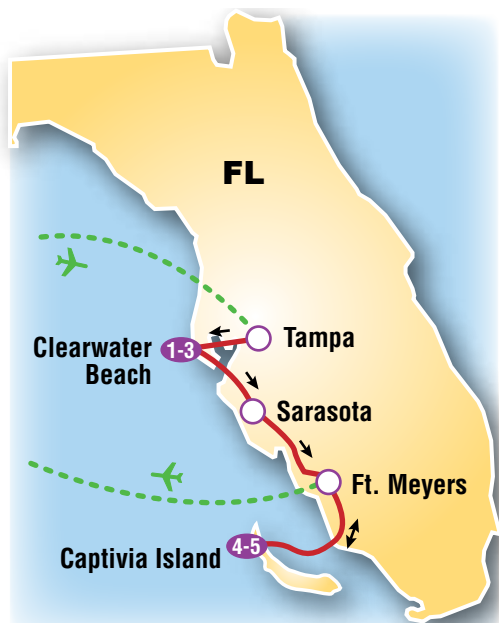 FL
Tampa
Clearwater
Beach
1-3
Sarasota
Ft. Meyers
Captivia Island
4-5